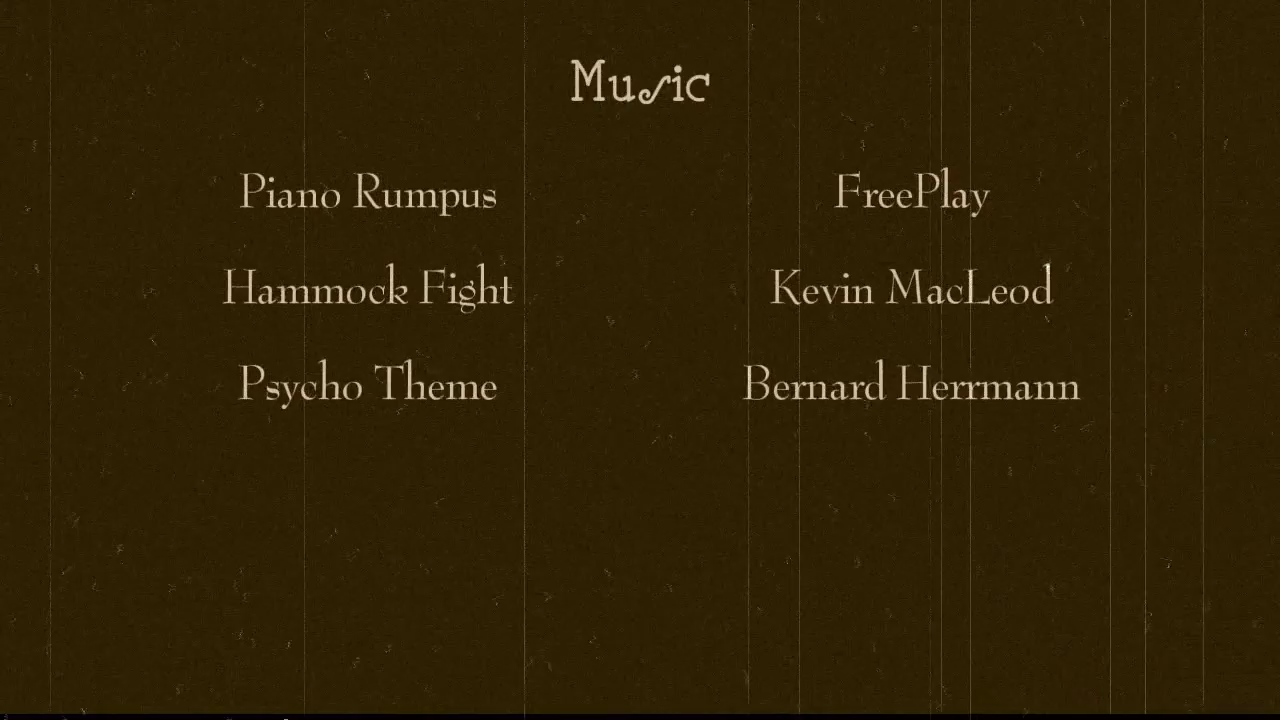 Music
Piano Rumpus FreePlay
Hammock Fight Kevin MacLeod
Psycho Theme Bernard Herrmann